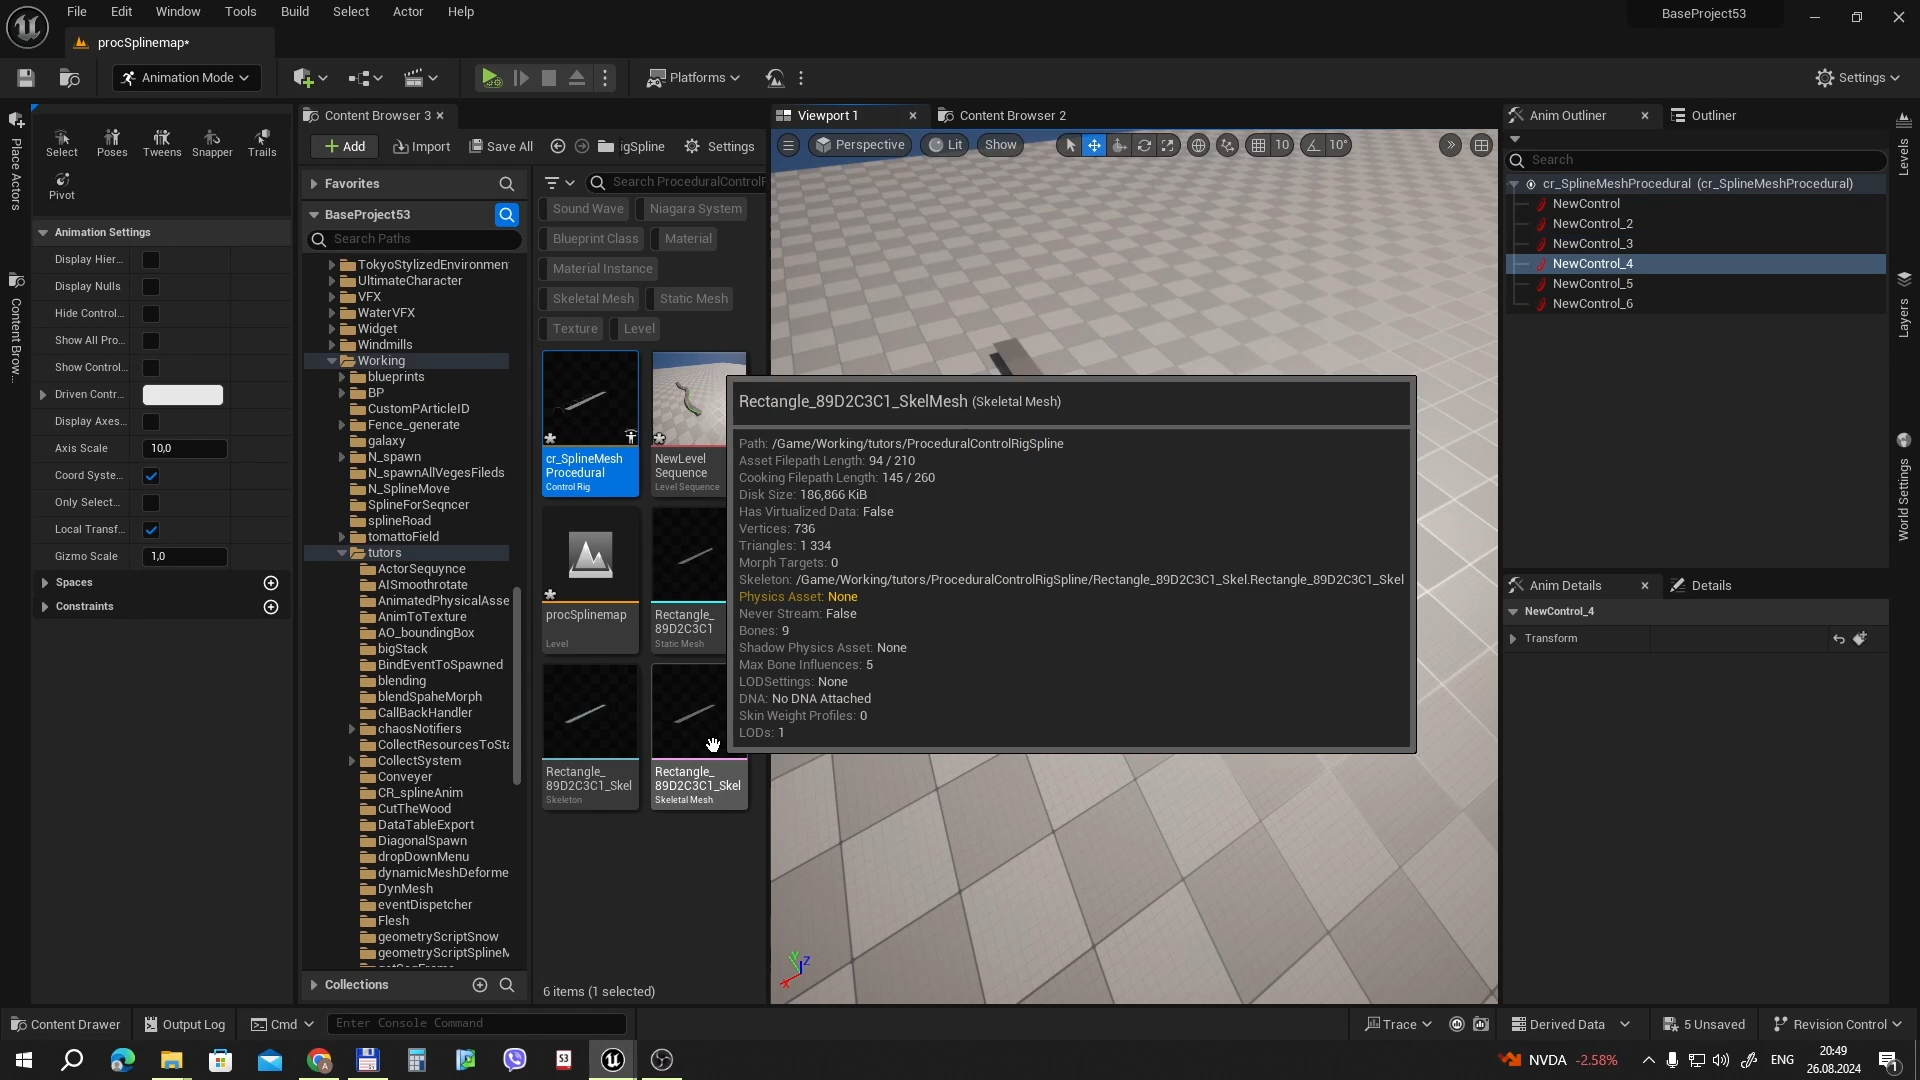 File Edit Window Tools Build Select Actor Help
BaseProject53
procSplinemap*
Animation Mode
Platforms
Settings
Place Actors
Content Brow...
Select Poses Tweens Snapper Trails
Pivot
Animation Settings
Display Hier...
Display Nulls
Hide Control...
Show All Pro...
Show Control...
Driven Contr...
Display Axes...
Axis Scale 10,0
Coord Syste...
Only Select...
Local Transf...
Gizmo Scale 1,0
Spaces
Constraints
Content Browser 3
Add Import Save All igSpline Settings
Favorites
BaseProject53
Search Paths
TokyoStylizedEnvironmen
UltimateCharacter
VFX
WaterVFX
Widget
Windmills
Working
blueprints
BP
CustomPArticleID
Fence_generate
galaxy
N_spawn
N_spawnAllVegesFileds
N_SplineMove
SplineForSeqncer
splineRoad
tomattoField
tutors
ActorSequynce
AISmoothrotate
AnimatedPhysicalAsse
AnimToTexture
AO_boundingBox
bigStack
BindEventToSpawned
blending
blendSpaheMorph
CallBackHandler
chaosNotifiers
CollectResourcesToSta
CollectSystem
Conveyer
CR_splineAnim
CutTheWood
DataTableExport
DiagonalSpawn
dropDownMenu
dynamicMeshDeforme
DynMesh
eventDispetcher
Flesh
geometryScriptSnow
geometryScriptSplineM
Collections
Search ProceduralControlF
Sound Wave Niagara System
Blueprint Class Material
Material Instance
Skeletal Mesh Static Mesh
Texture Level
cr_SplineMesh
Procedural
Control Rig
NewLevel
Sequence
Level Sequence
procSplinemap
Level
Rectangle_
89D2C3C1
Static Mesh
Rectangle_
89D2C3C1_Skel
Skeleton
Rectangle_
89D2C3C1_Skel
Skeletal Mesh
6 items (1 selected)
Viewport 1
Content Browser 2
Perspective Lit Show 10 10°
Rectangle_89D2C3C1_SkelMesh (Skeletal Mesh)
Path: /Game/Working/tutors/ProceduralControlRigSpline
Asset Filepath Length: 94 / 210
Cooking Filepath Length: 145 / 260
Disk Size: 186,866 KiB
Has Virtualized Data: False
Vertices: 736
Triangles: 1 334
Morph Targets: 0
Skeleton: /Game/Working/tutors/ProceduralControlRigSpline/Rectangle_89D2C3C1_Skel.Rectangle_89D2C3C1_Skel
Physics Asset: None
Never Stream: False
Bones: 9
Shadow Physics Asset: None
Max Bone Influences: 5
LODSettings: None
DNA: No DNA Attached
Skin Weight Profiles: 0
LODs: 1
Y Z
X
Anim Outliner
Outliner
Search
cr_SplineMeshProcedural (cr_SplineMeshProcedural)
NewControl
NewControl_2
NewControl_3
NewControl_4
NewControl_5
NewControl_6
Anim Details
Details
NewControl_4
Transform
Levels
Layers
World Settings
Content Drawer Output Log Cmd Enter Console Command
Trace Derived Data 5 Unsaved Revision Control
NVDA -2.58% ENG 20:49
26.08.2024
1